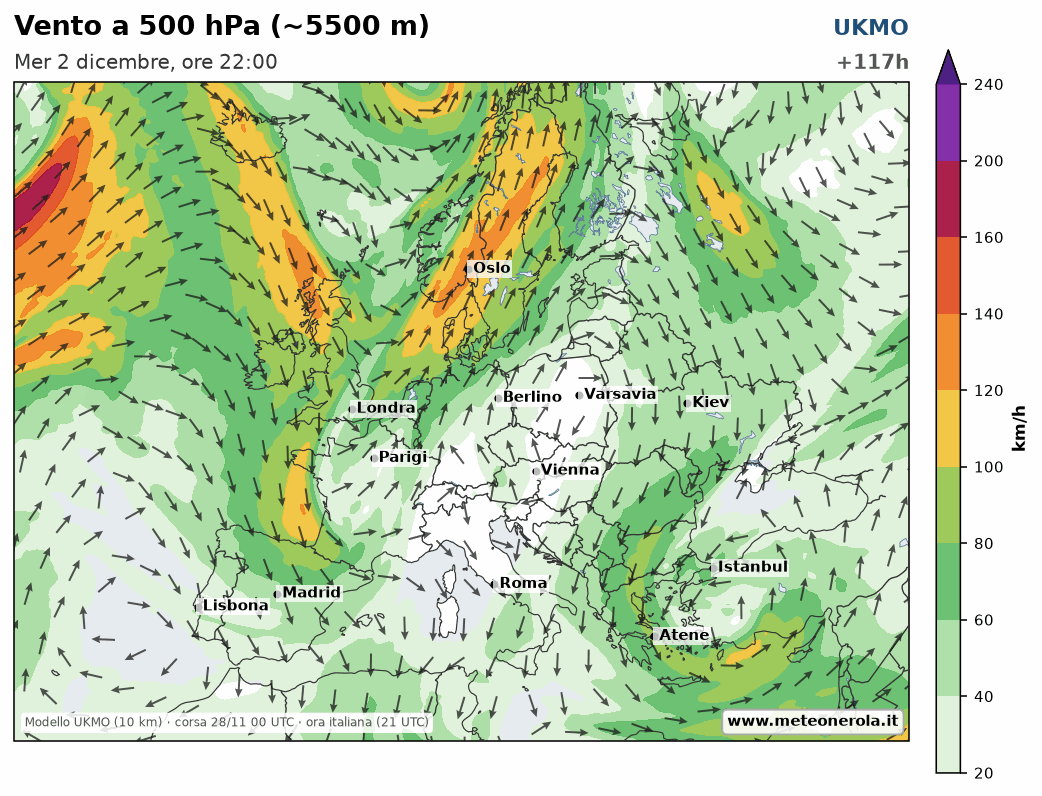 Vento a 500 hPa (~5500 m)
UKMO
Mer 2 dicembre, ore 22:00
+117h
240
200
160
140
120
100
80
60
40
20
km/h
Oslo
Berlino
Varsavia
Kiev
Londra
Parigi
Vienna
Istanbul
Roma
Madrid
Lisbona
Atene
Modello UKMO (10 km) · corsa 28/11 00 UTC · ora italiana (21 UTC)
www.meteonerola.it